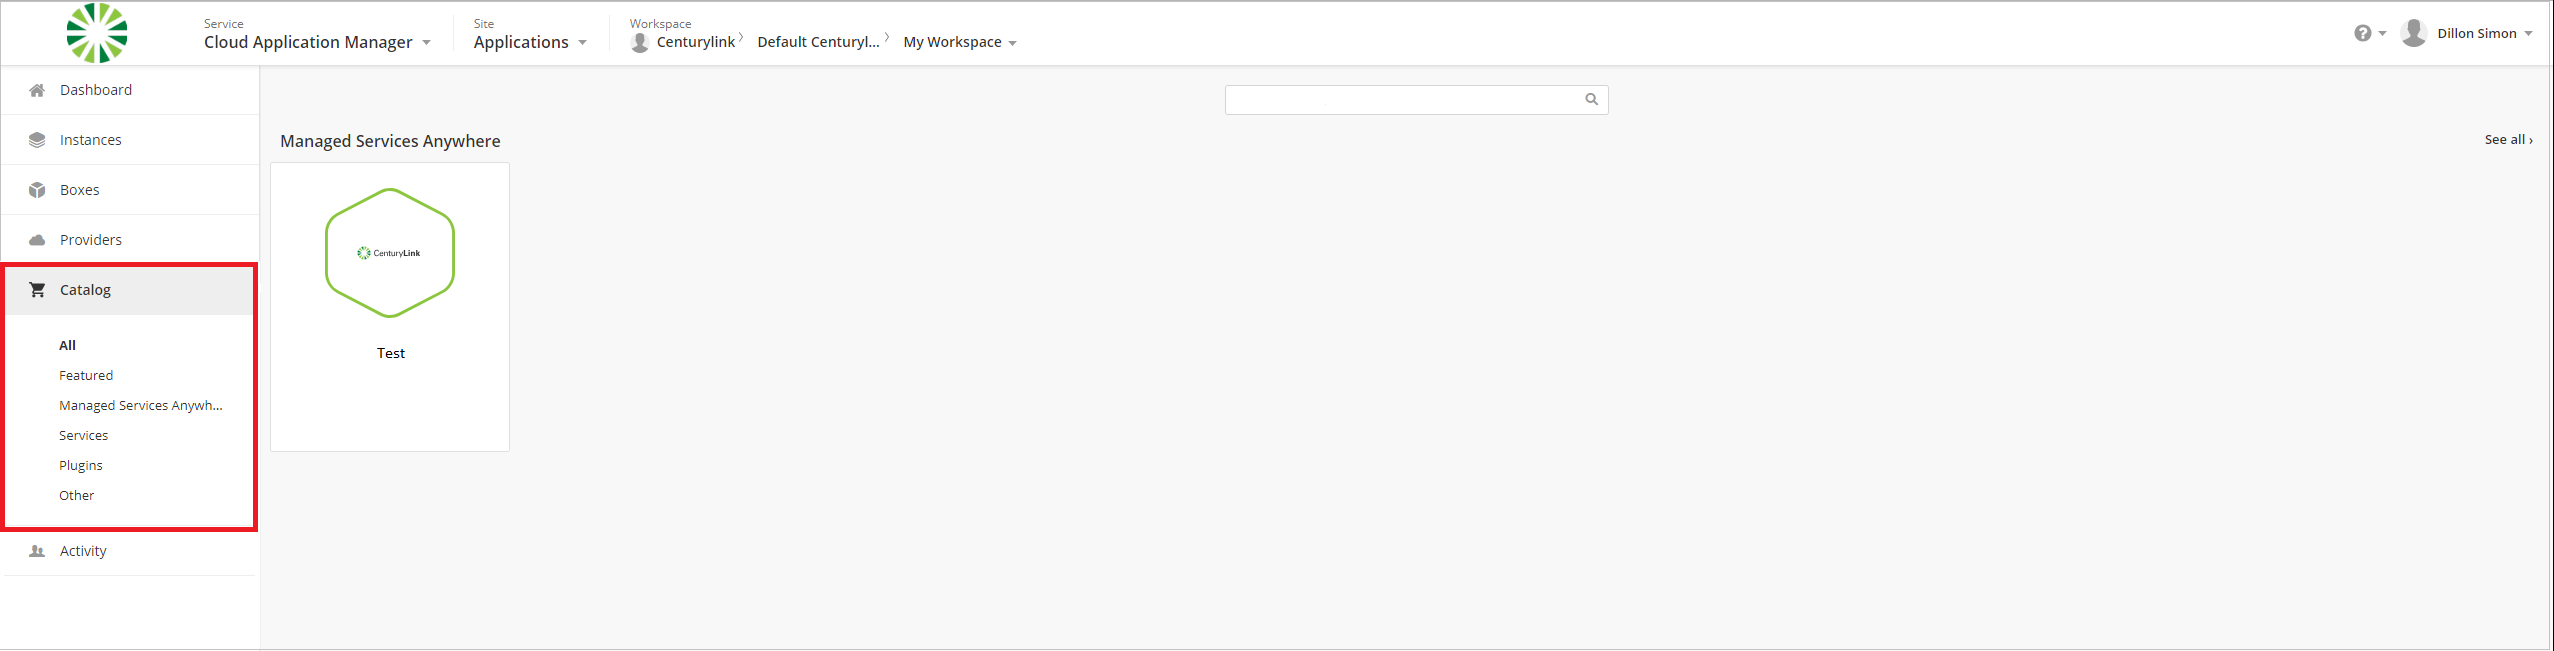 Service
Cloud Application Manager
Site
Applications
Workspace
Centurylink
Default Centuryl...
My Workspace
?
Dillon Simon
Dashboard
Instances
Boxes
Providers
Catalog
All
Featured
Managed Services Anywh...
Services
Plugins
Other
Activity
Managed Services Anywhere
See all ›
CenturyLink
Test